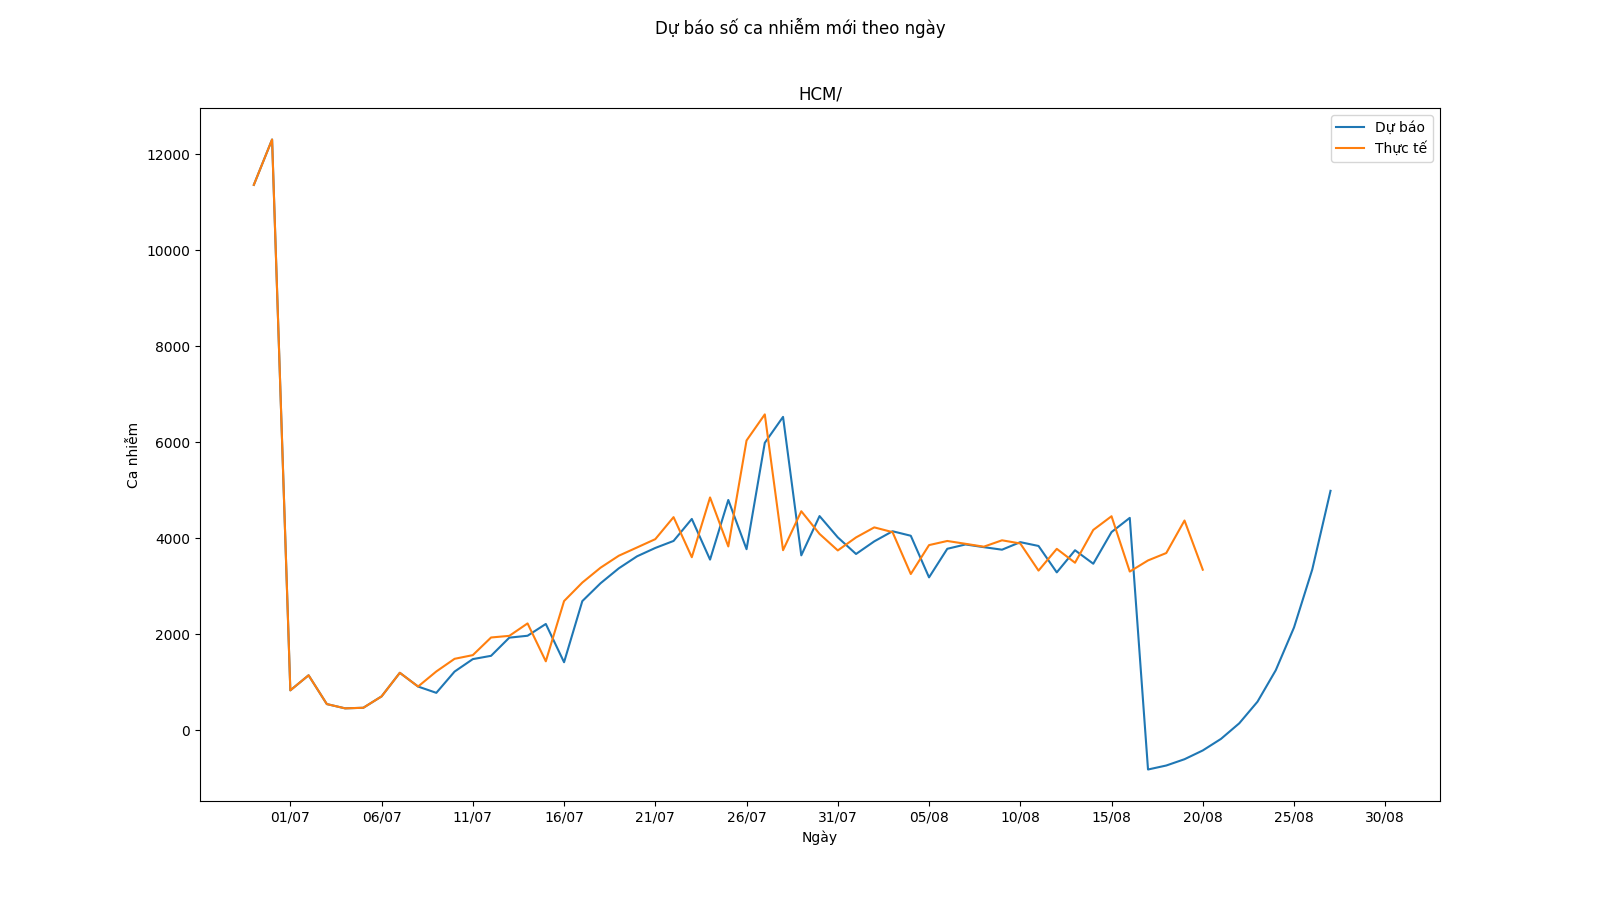 Dự báo số ca nhiễm mới theo ngày
HCM/
Dự báo
Thực tế
12000
10000
8000
6000
4000
2000
0
Ca nhiễm
01/07 06/07 11/07 16/07 21/07 26/07 31/07 05/08 10/08 15/08 20/08 25/08 30/08
Ngày